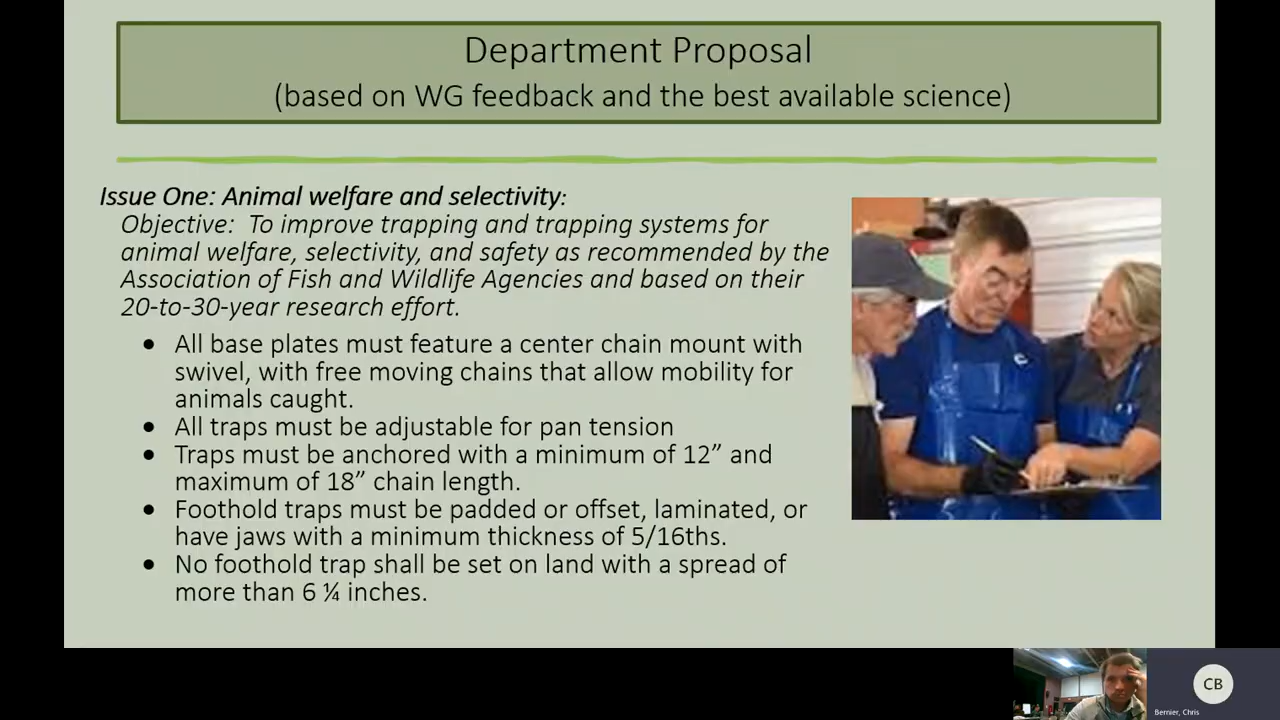 Department Proposal
(based on WG feedback and the best available science)
Issue One: Animal welfare and selectivity:
Objective:  To improve trapping and trapping systems for
animal welfare, selectivity, and safety as recommended by the
Association of Fish and Wildlife Agencies and based on their
20-to-30-year research effort.
• All base plates must feature a center chain mount with
swivel, with free moving chains that allow mobility for
animals caught.
• All traps must be adjustable for pan tension
• Traps must be anchored with a minimum of 12” and
maximum of 18” chain length.
• Foothold traps must be padded or offset, laminated, or
have jaws with a minimum thickness of 5/16ths.
• No foothold trap shall be set on land with a spread of
more than 6 ¼ inches.
CB
Bernier, Chris